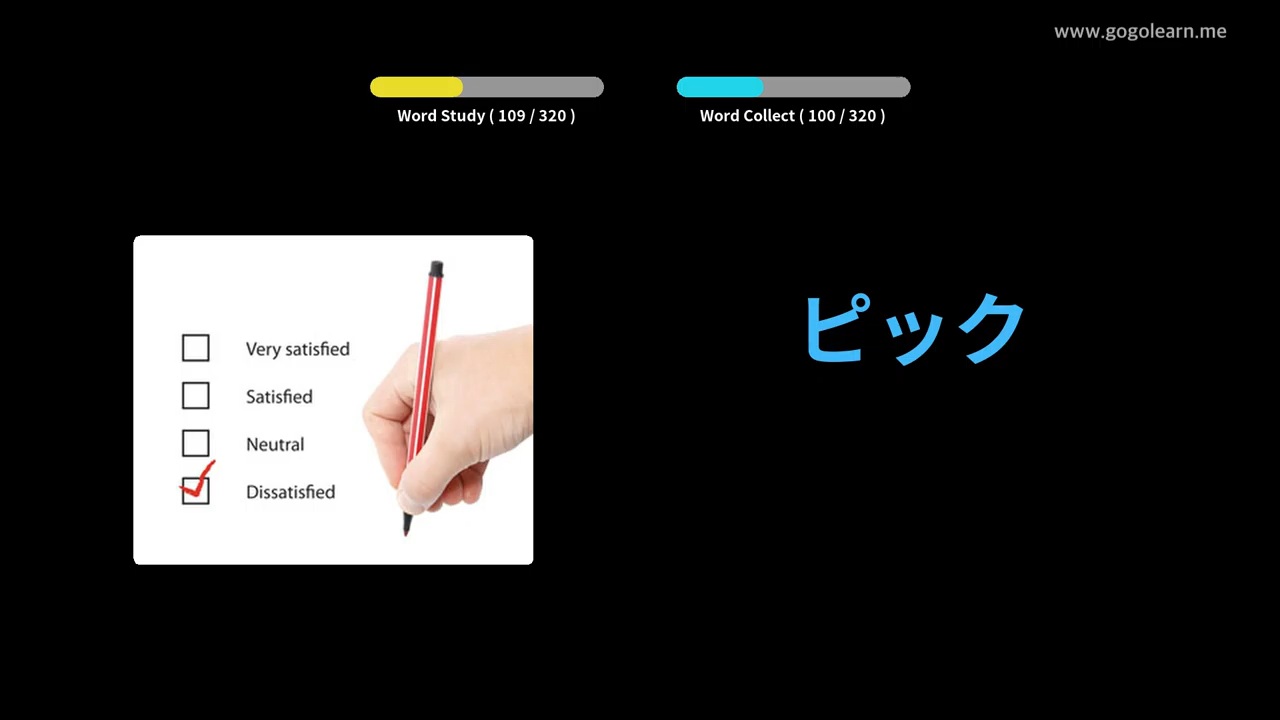 www.gogolearn.me
Word Study ( 109 / 320 )
Word Collect ( 100 / 320 )
Very satisfied
Satisfied
Neutral
Dissatisfied
ピック